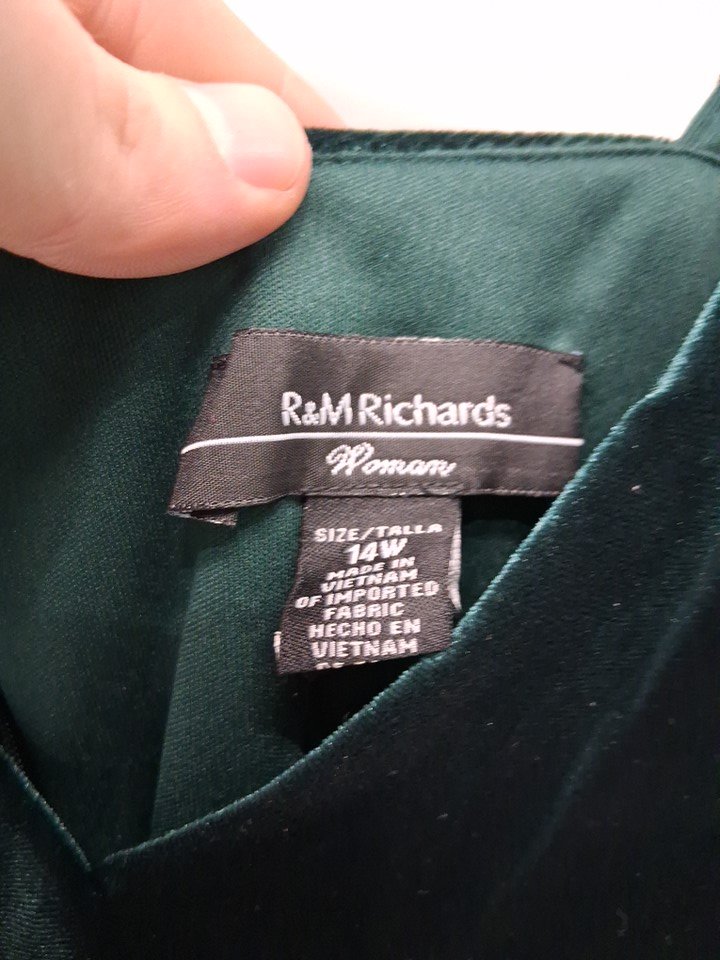 R&M Richards
Woman
SIZE/TALLA
14W
MADE IN
VIETNAM
OF IMPORTED
FABRIC
HECHO EN
VIETNAM